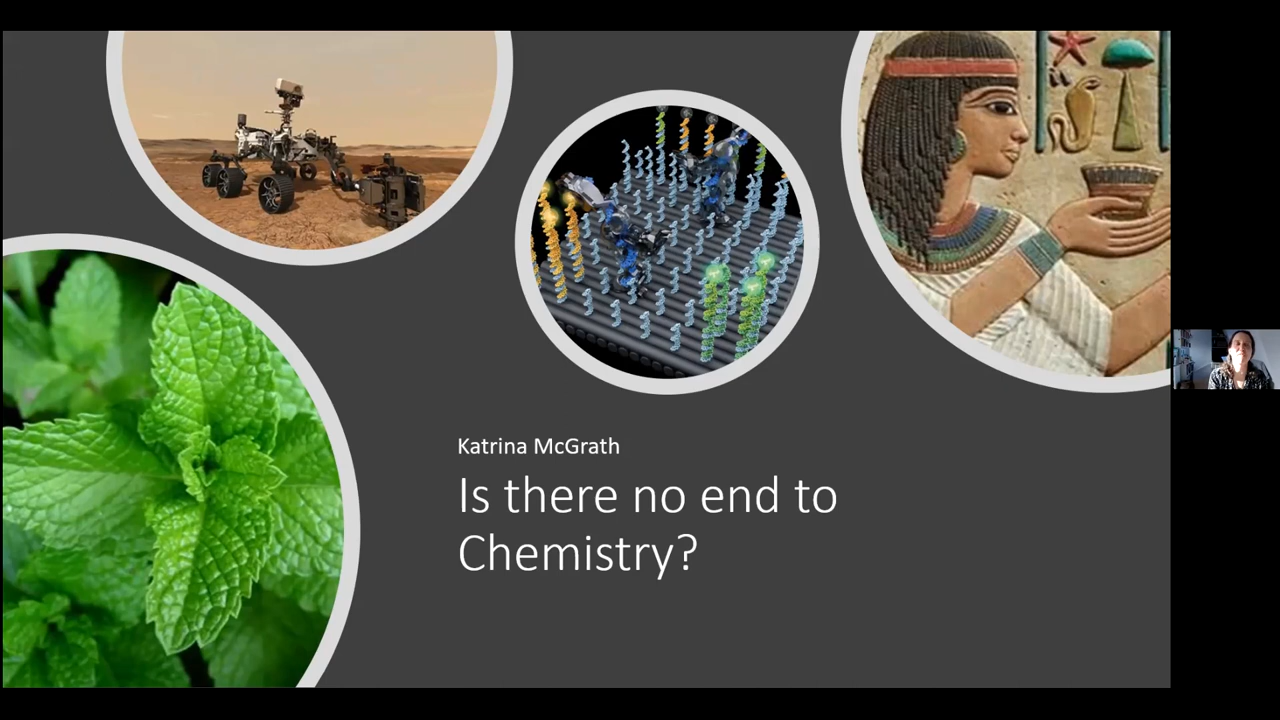 Katrina McGrath
Is there no end to
Chemistry?